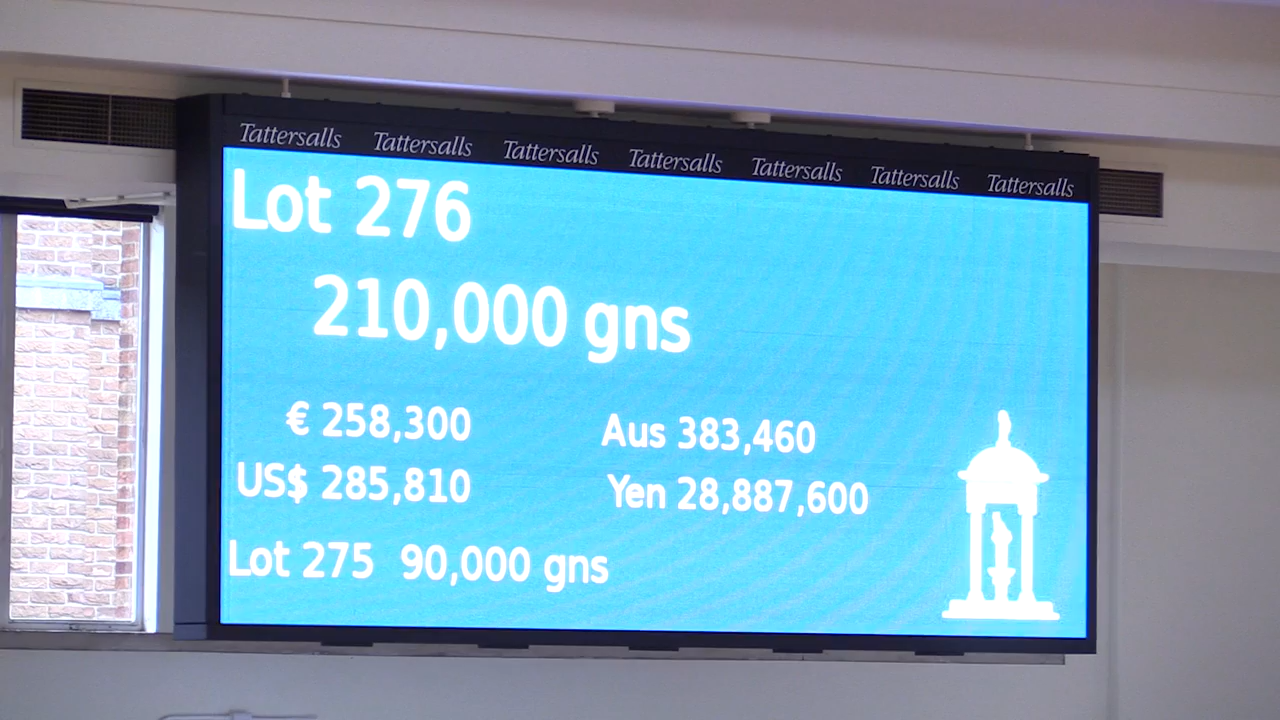 Tattersalls Tattersalls Tattersalls Tattersalls Tattersalls Tattersalls Tattersalls
Lot 276
210,000 gns
€ 258,300 Aus 383,460
US$ 285,810 Yen 28,887,600
Lot 275 90,000 gns